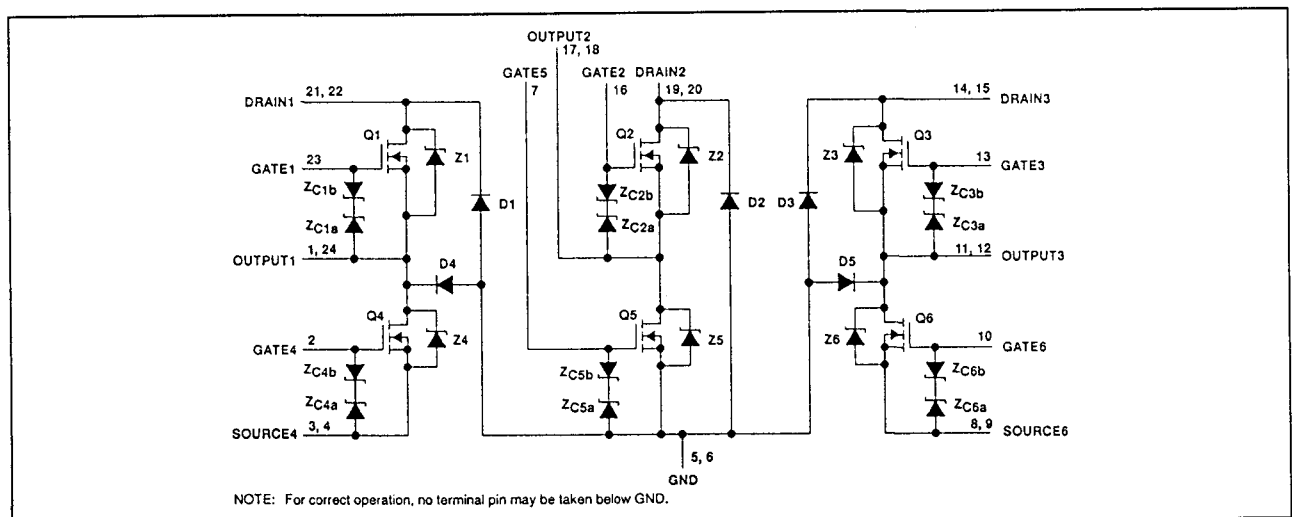 OUTPUT2
17, 18
GATE5
7
GATE2
16
DRAIN2
19, 20
21, 22
DRAIN1
14, 15
DRAIN3
Q1
Z1
Q2
Z2
Z3
Q3
23
GATE1
13
GATE3
ZC1b
ZC1a
D1
ZC2b
ZC2a
D2
D3
ZC3b
ZC3a
1, 24
OUTPUT1
11, 12
OUTPUT3
D4
D5
Q4
Z4
Q5
Z5
Z6
Q6
2
GATE4
10
GATE6
ZC4b
ZC4a
ZC5b
ZC5a
ZC6b
ZC6a
3, 4
SOURCE4
8, 9
SOURCE6
5, 6
GND
NOTE: For correct operation, no terminal pin may be taken below GND.